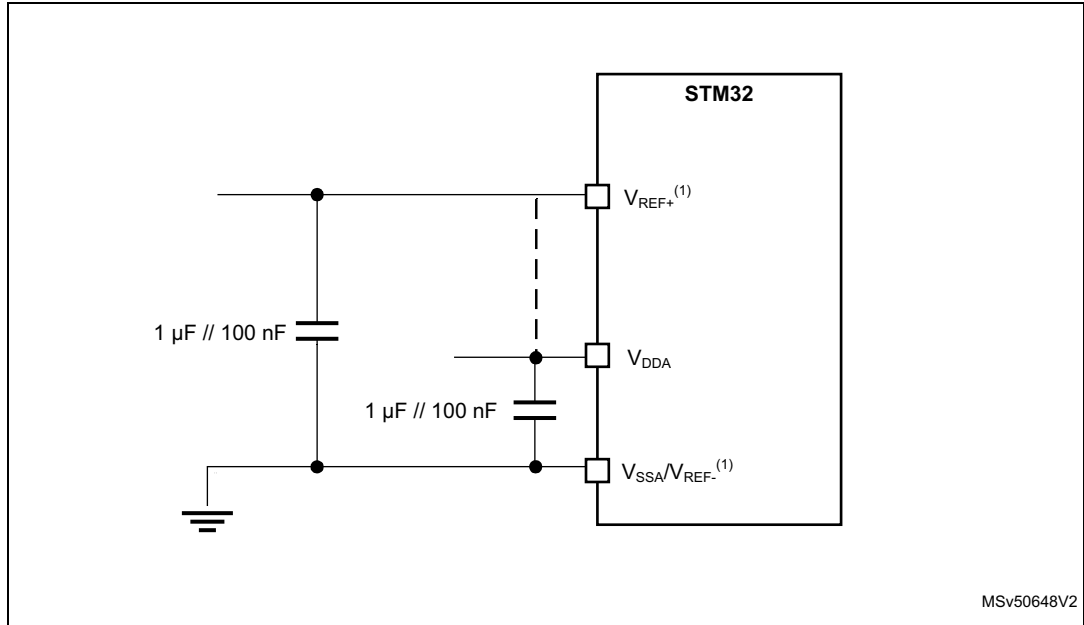 STM32
VREF+(1)
1 µF // 100 nF
VDDA
1 µF // 100 nF
VSSA/VREF-(1)
MSv50648V2